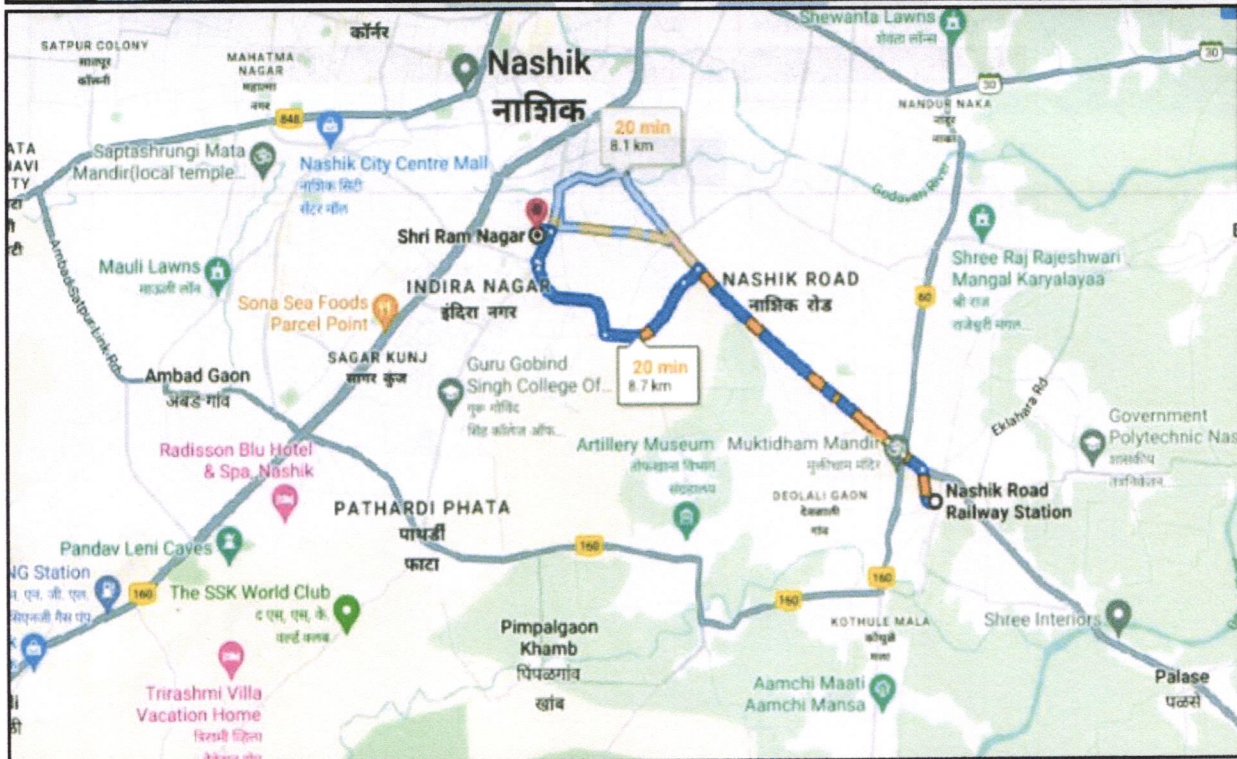 कॉर्नर
Shewanta Lawns
शेवंता लॉन्स
SATPUR COLONY
सातपूर
कॉलनी
MAHATMA
NAGAR
महात्मा
नगर
Nashik
नाशिक
30
30
NANDUR NAKA
नांदूर
नाका
848
20 min
8.1 km
Saptashrungi Mata
Mandir(local temple...
Nashik City Centre Mall
नाशिक सिटी
सेंटर मॉल
Godavari River
Shri Ram Nagar
Ambad Satpur Link Rd
Mauli Lawns
माऊली लॉन
Shree Raj Rajeshwari
Mangal Karyalayaa
श्री राज
राजेश्वरी मंगल...
INDIRA NAGAR
इंदिरा नगर
NASHIK ROAD
नाशिक रोड
60
Sona Sea Foods
Parcel Point
SAGAR KUNJ
सागर कुंज
20 min
8.7 km
Guru Gobind
Singh College Of...
गुरू गोविंद
सिंह कॉलेज ऑफ...
Ambad Gaon
अंबड गांव
Eklahara Rd
Government
Polytechnic Nas
शासकीय
तंत्रनिकेतन...
Radisson Blu Hotel
& Spa, Nashik
Artillery Museum
तोफखाना विभाग
संग्रहालय
Muktidham Mandir
मुक्तीधाम मंदिर
DEOLALI GAON
देवळाली
गांव
Nashik Road
Railway Station
PATHARDI PHATA
पाथर्डी
फाटा
Pandav Leni Caves
160
NG Station
160
The SSK World Club
द एस. एस. के.
वर्ल्ड क्लब
160
160
KOTHULE MALA
कोथुळे
मला
Shree Interiors
Pimpalgaon
Khamb
पिंपळगांव
खांब
Trirashmi Villa
Vacation Home
Aamchi Maati
Aamchi Mansa
Palase
पळसे